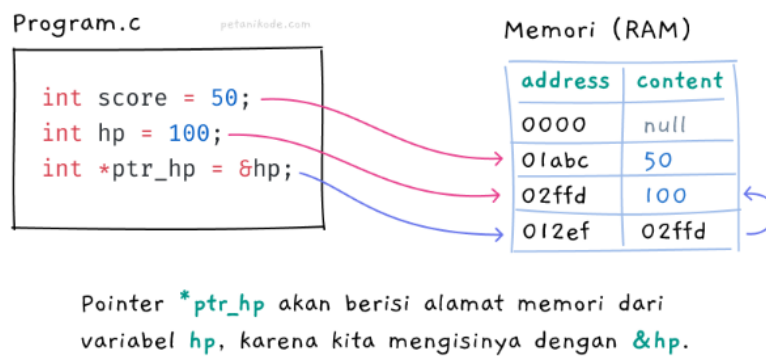 Program.c
petanikode.com
int score = 50;
int hp = 100;
int *ptr_hp = &hp;
Memori (RAM)
address content
0000 null
01abc 50
02ffd 100
012ef 02ffd
Pointer *ptr_hp akan berisi alamat memori dari
variabel hp, karena kita mengisinya dengan &hp.